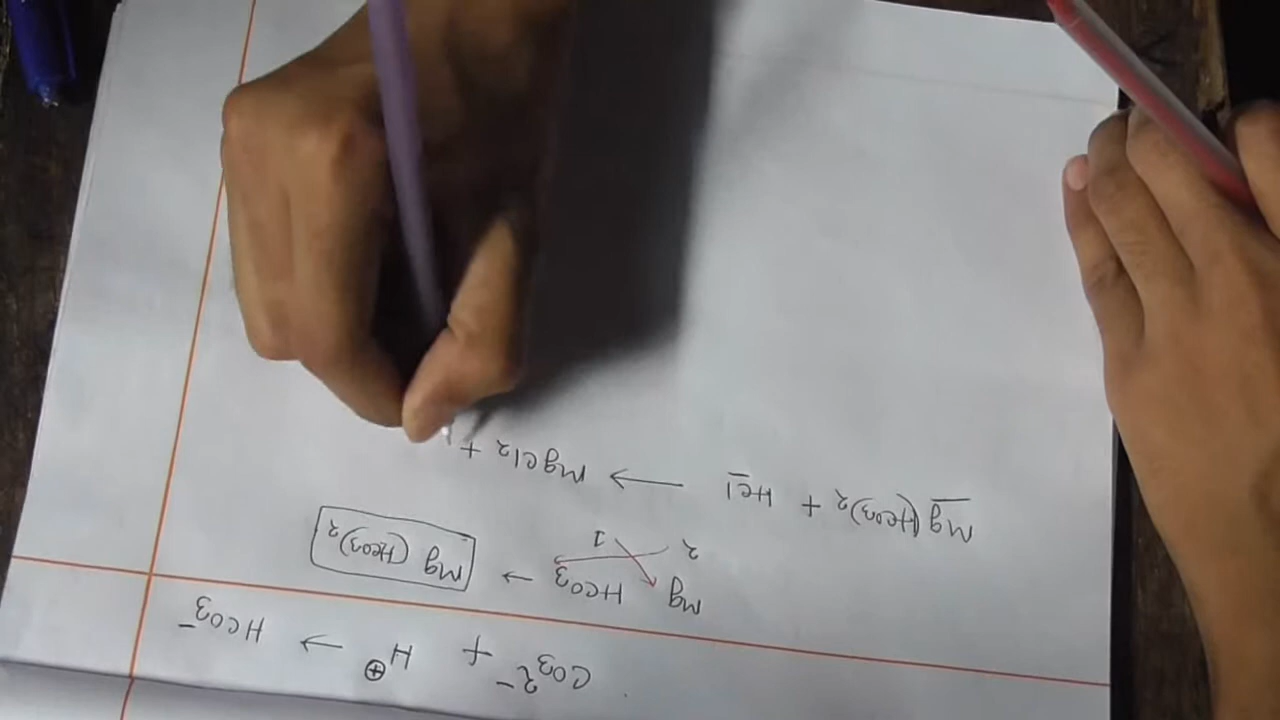 CO3 2- + H⊕ → HCO3-
Mg HCO3 → Mg (HCO3)2
2 1
Mg (HCO3)2 + HCl → MgCl2 +